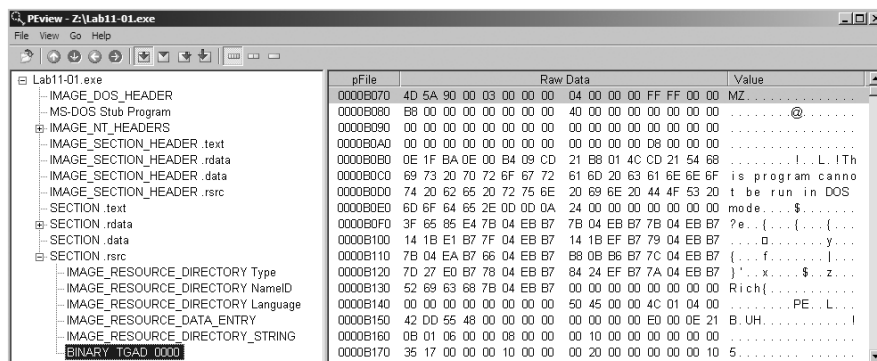 PEview - Z:\Lab11-01.exe
File View Go Help
Lab11-01.exe
IMAGE_DOS_HEADER
MS-DOS Stub Program
IMAGE_NT_HEADERS
IMAGE_SECTION_HEADER .text
IMAGE_SECTION_HEADER .rdata
IMAGE_SECTION_HEADER .data
IMAGE_SECTION_HEADER .rsrc
SECTION .text
SECTION .rdata
SECTION .data
SECTION .rsrc
IMAGE_RESOURCE_DIRECTORY Type
IMAGE_RESOURCE_DIRECTORY NameID
IMAGE_RESOURCE_DIRECTORY Language
IMAGE_RESOURCE_DATA_ENTRY
IMAGE_RESOURCE_DIRECTORY_STRING
BINARY TGAD 0000
pFile Raw Data Value
0000B070 4D 5A 90 00 03 00 00 00 04 00 00 00 FF FF 00 00 MZ..............
0000B080 B8 00 00 00 00 00 00 00 40 00 00 00 00 00 00 00 ........@.......
0000B090 00 00 00 00 00 00 00 00 00 00 00 00 00 00 00 00 ................
0000B0A0 00 00 00 00 00 00 00 00 00 00 00 00 D8 00 00 00 ................
0000B0B0 0E 1F BA 0E 00 B4 09 CD 21 B8 01 4C CD 21 54 68 ........!..L.!Th
0000B0C0 69 73 20 70 72 6F 67 72 61 6D 20 63 61 6E 6E 6F is program canno
0000B0D0 74 20 62 65 20 72 75 6E 20 69 6E 20 44 4F 53 20 t be run in DOS
0000B0E0 6D 6F 64 65 2E 0D 0D 0A 24 00 00 00 00 00 00 00 mode....$.......
0000B0F0 3F 65 85 E4 7B 04 EB B7 7B 04 EB B7 7B 04 EB B7 ?e..{...{...{...
0000B100 14 1B E1 B7 7F 04 EB B7 14 1B EF B7 79 04 EB B7 ....□.......y...
0000B110 7B 04 EA B7 66 04 EB B7 B8 0B B6 B7 7C 04 EB B7 {...f.......|...
0000B120 7D 27 E0 B7 78 04 EB B7 84 24 EF B7 7A 04 EB B7 }'..x....$..z...
0000B130 52 69 63 68 7B 04 EB B7 00 00 00 00 00 00 00 00 Rich{...........
0000B140 00 00 00 00 00 00 00 00 50 45 00 00 4C 01 04 00 ........PE..L...
0000B150 42 DD 55 48 00 00 00 00 00 00 00 00 E0 00 0E 21 B.UH...........!
0000B160 0B 01 06 00 00 08 00 00 00 10 00 00 00 00 00 00 ................
0000B170 35 17 00 00 00 10 00 00 00 20 00 00 00 00 00 10 5........ ......